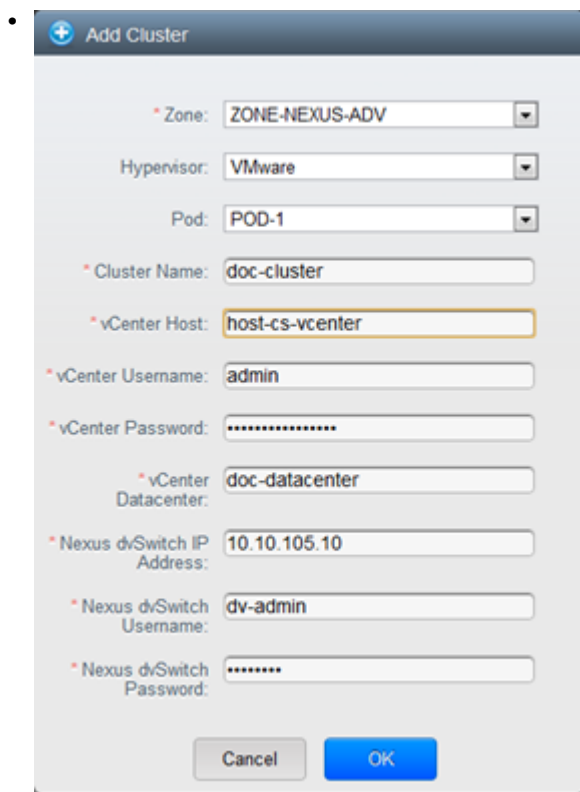 Add Cluster
* Zone: ZONE-NEXUS-ADV
Hypervisor: VMware
Pod: POD-1
* Cluster Name: doc-cluster
* vCenter Host: host-cs-vcenter
* vCenter Username: admin
* vCenter Password: ••••••••••••••••
* vCenter doc-datacenter
Datacenter:
* Nexus dvSwitch IP 10.10.105.10
Address:
* Nexus dvSwitch dv-admin
Username:
* Nexus dvSwitch ••••••••
Password:
Cancel OK